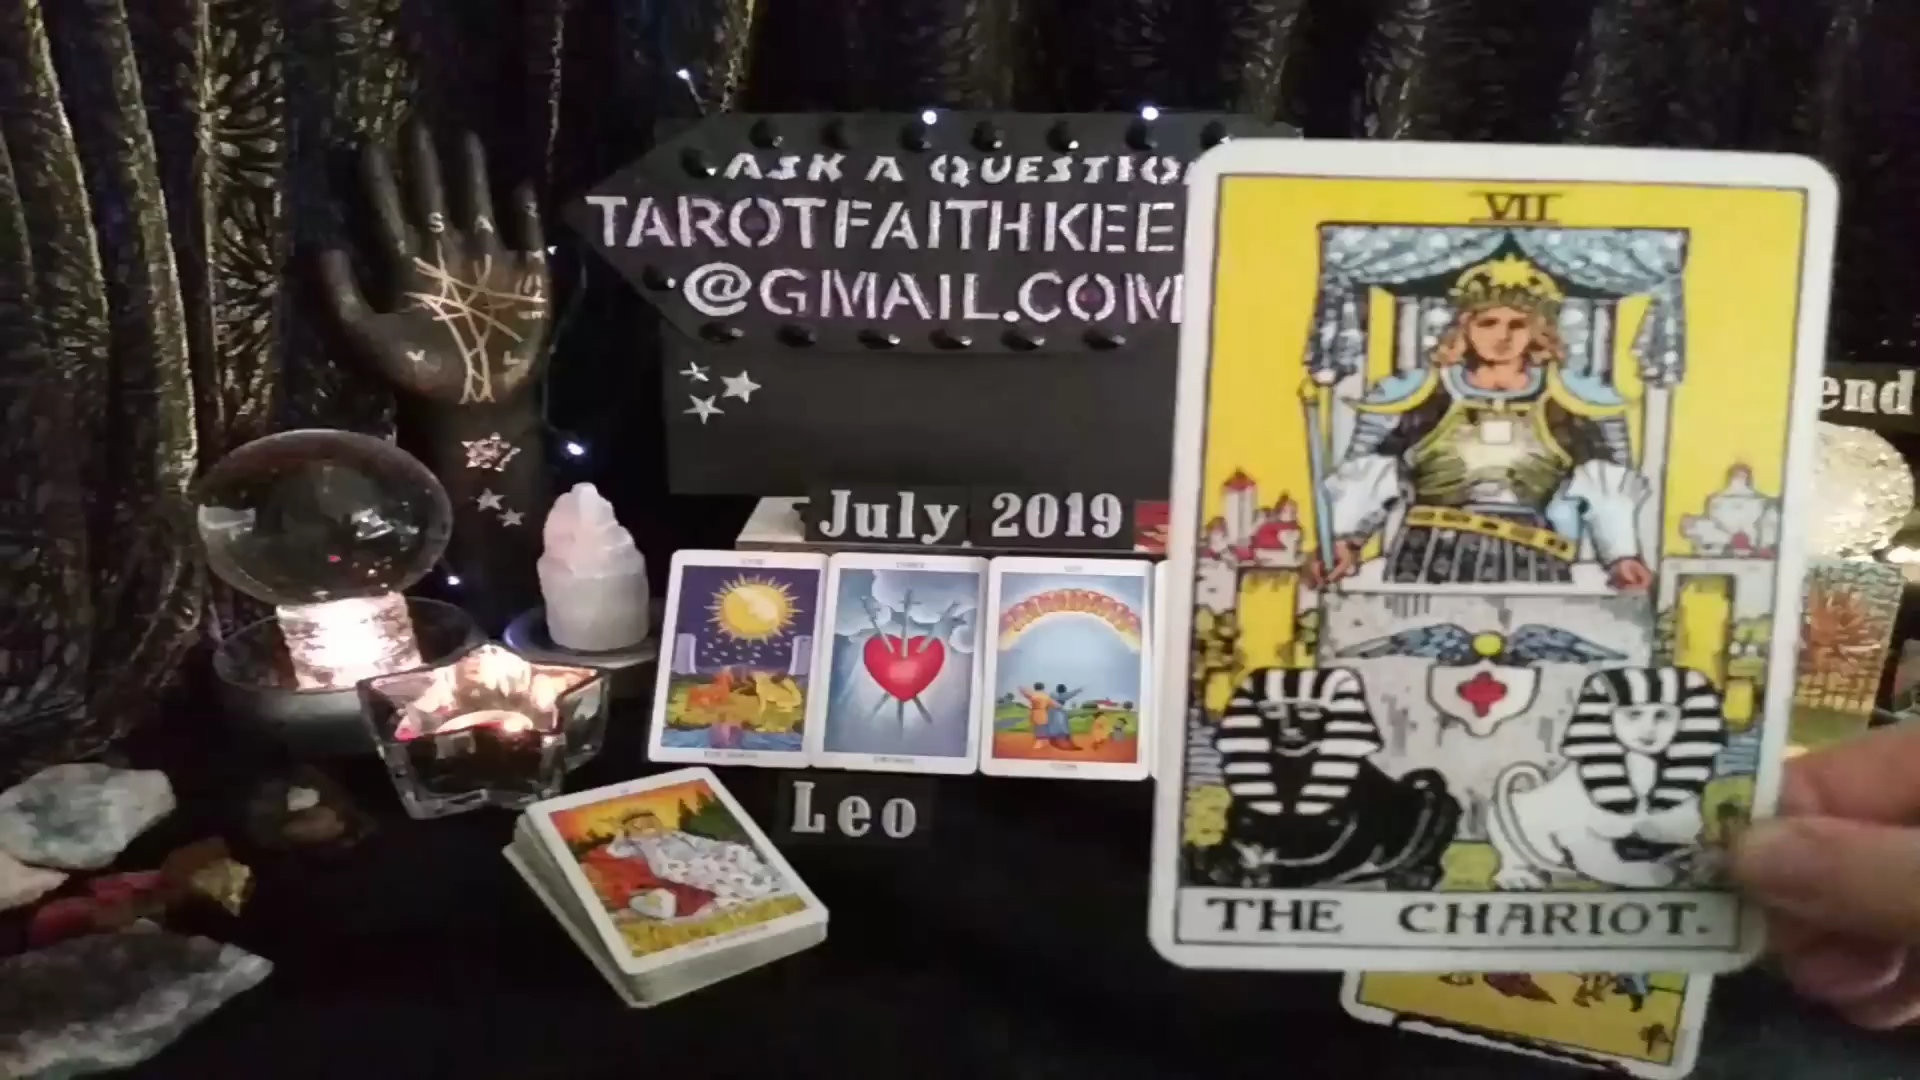 ASK A QUESTIO
TAROTFAITHKEE
@GMAIL.COM
S A
Y L
end
July 2019
Leo
VII
THE CHARIOT.